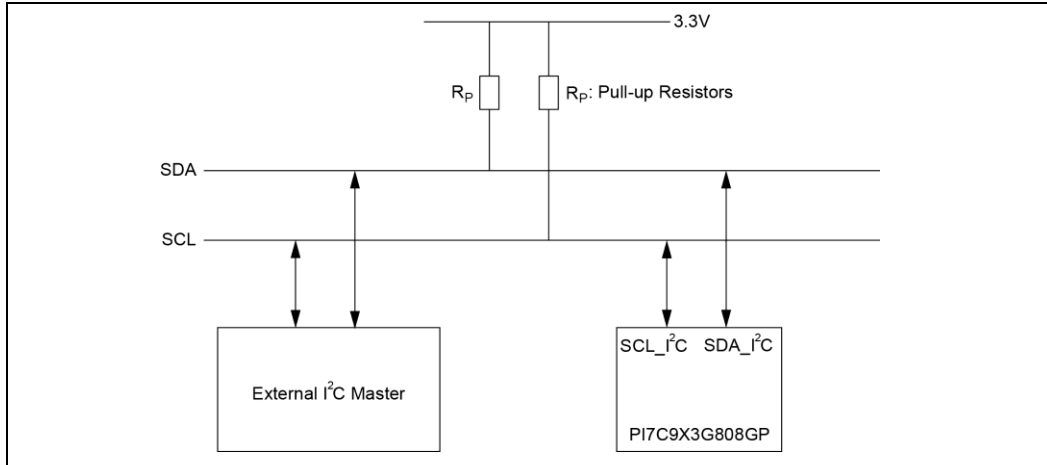 3.3V
R_P
R_P: Pull-up Resistors
SDA
SCL
SCL_I²C
SDA_I²C
External I²C Master
PI7C9X3G808GP